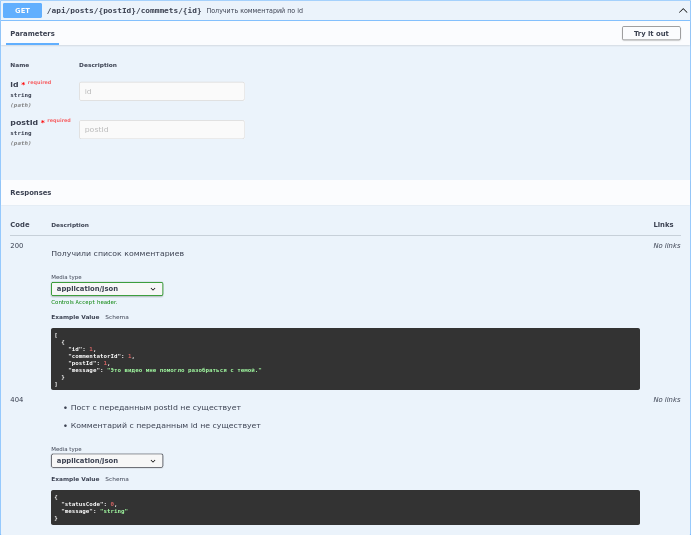 GET /api/posts/{postId}/commmets/{id} Получить комментарий по id
Parameters
Try it out
Name Description
id * required
string
(path)
id
postId * required
string
(path)
postId
Responses
Code Description Links
200 No links
Получили список комментариев
Media type
application/json
Controls Accept header.
Example Value Schema
[
{
"id": 1,
"commentatorId": 1,
"postId": 1,
"message": "Это видео мне помогло разобраться с темой."
}
]
404 No links
• Пост с переданным postId не существует
• Комментарий с переданным id не существует
Media type
application/json
Example Value Schema
{
"statusCode": 0,
"message": "string"
}